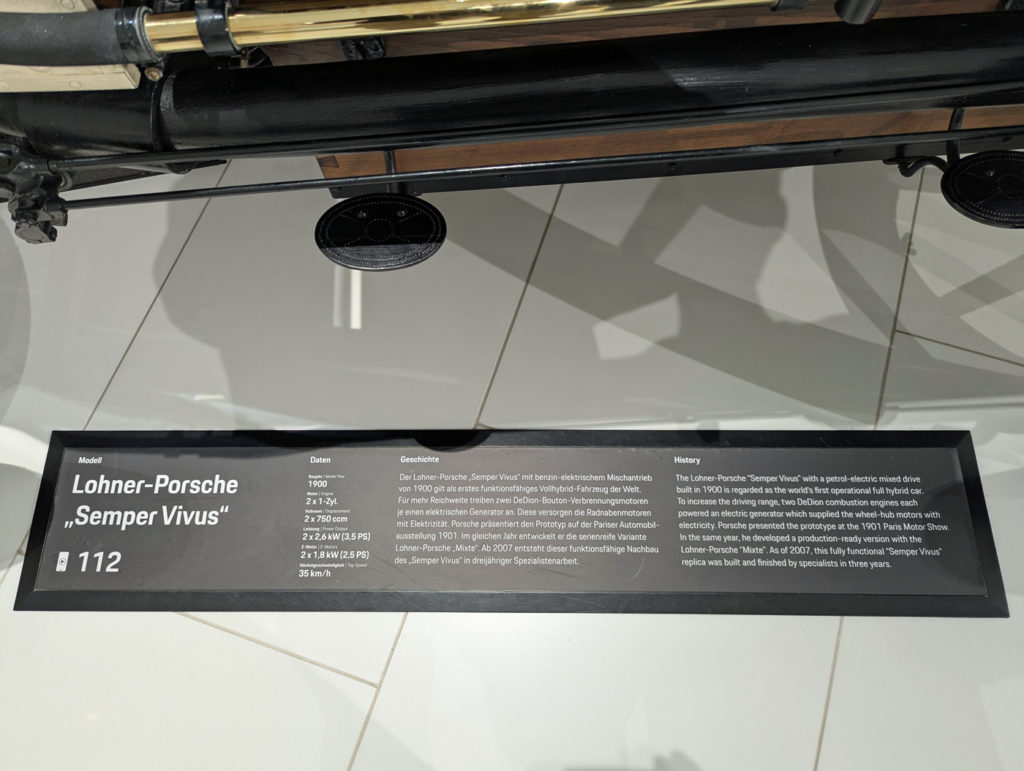 Modell
Lohner-Porsche
„Semper Vivus“
112
Daten
Baujahr | Model Year
1900
Motor | Engine
2 x 1-Zyl.
Hubraum | Displacement
2 x 750 ccm
Leistung | Power Output
2 x 2,6 kW (3,5 PS)
E-Motor | E-Motors
2 x 1,8 kW (2,5 PS)
Höchstgeschwindigkeit | Top Speed
35 km/h
Geschichte
Der Lohner-Porsche „Semper Vivus“ mit benzin-elektrischem Mischantrieb
von 1900 gilt als erstes funktionsfähiges Vollhybrid-Fahrzeug der Welt.
Für mehr Reichweite treiben zwei DeDion-Bouton-Verbrennungsmotoren
je einen elektrischen Generator an. Diese versorgen die Radnabenmotoren
mit Elektrizität. Porsche präsentiert den Prototyp auf der Pariser Automobil-
ausstellung 1901. Im gleichen Jahr entwickelt er die serienreife Variante
Lohner-Porsche „Mixte“. Ab 2007 entsteht dieser funktionsfähige Nachbau
des „Semper Vivus“ in dreijähriger Spezialistenarbeit.
History
The Lohner-Porsche "Semper Vivus" with a petrol-electric mixed drive
built in 1900 is regarded as the world's first operational full hybrid car.
To increase the driving range, two DeDion combustion engines each
powered an electric generator which supplied the wheel-hub motors with
electricity. Porsche presented the prototype at the 1901 Paris Motor Show.
In the same year, he developed a production-ready version with the
Lohner-Porsche "Mixte". As of 2007, this fully functional "Semper Vivus"
replica was built and finished by specialists in three years.